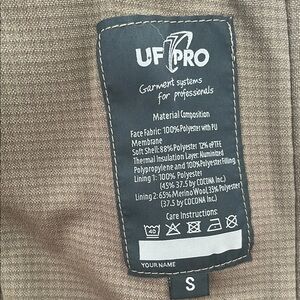 UF PRO
Garment systems
for professionals
Material Composition
Face Fabric: 100% Polyester with PU
Membrane
Soft Shell: 88% Polyester 12% ePTFE
Thermal Insulation Layer: Aluminized
Polypropylene and 100% Polyester Filling
Lining 1: 100% Polyester
(45% 37.5 by COCONA Inc.)
Lining 2: 65% Merino Wool, 35% Polyester
(37.5 by COCONA Inc.)
Care Instructions:
40
YOUR NAME
S